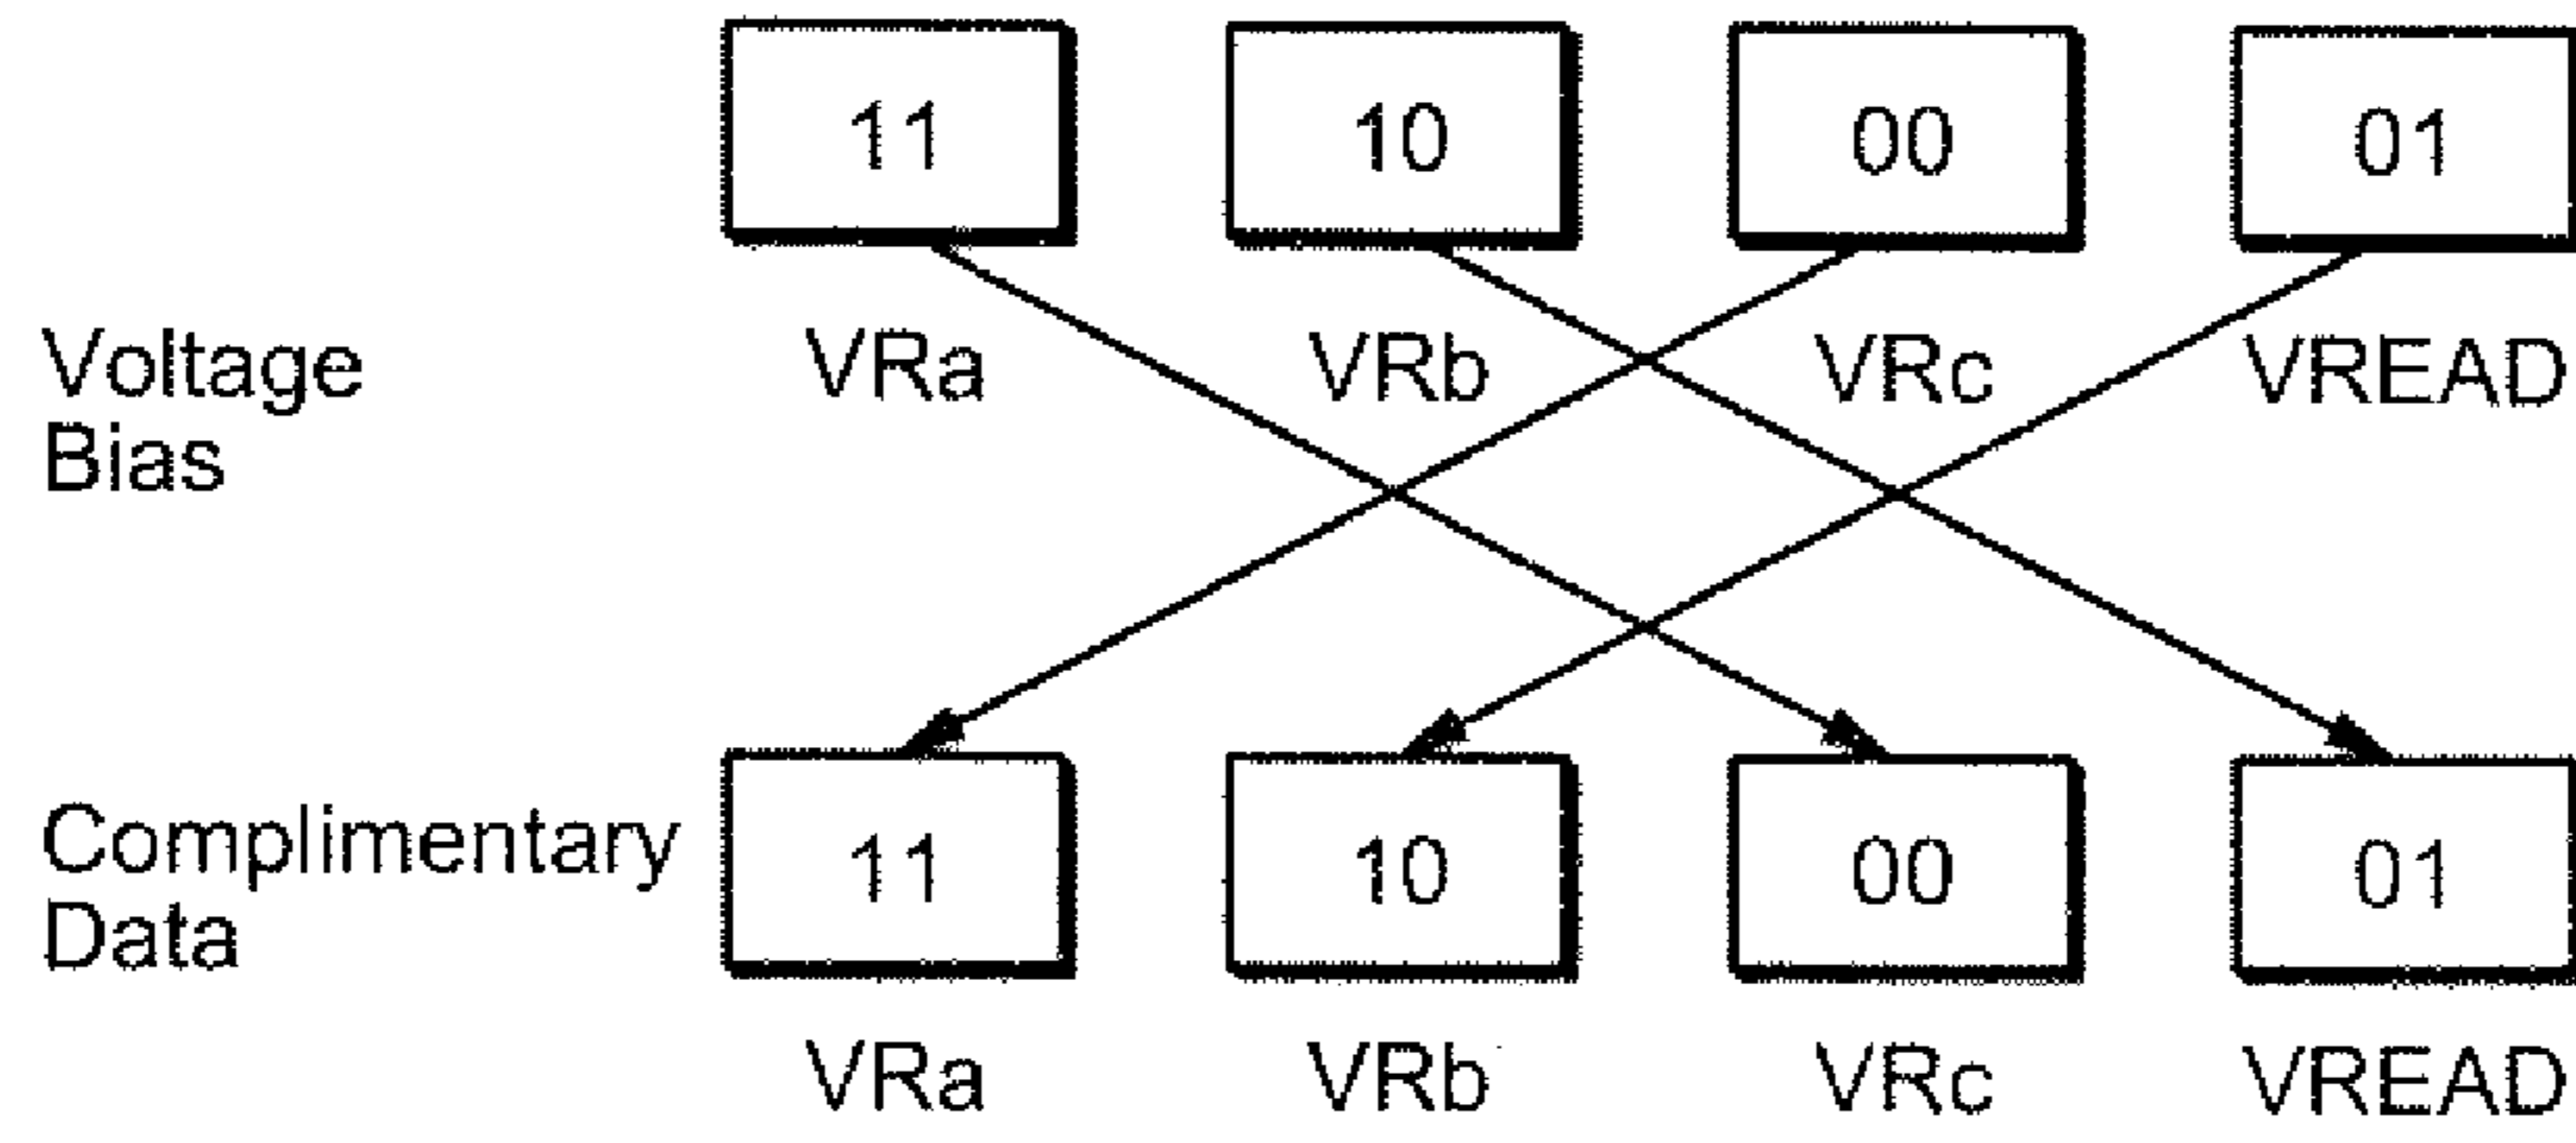 11 10 00 01
Voltage VRa VRb VRc VREAD
Bias
Complimentary 11 10 00 01
Data
VRa VRb VRc VREAD